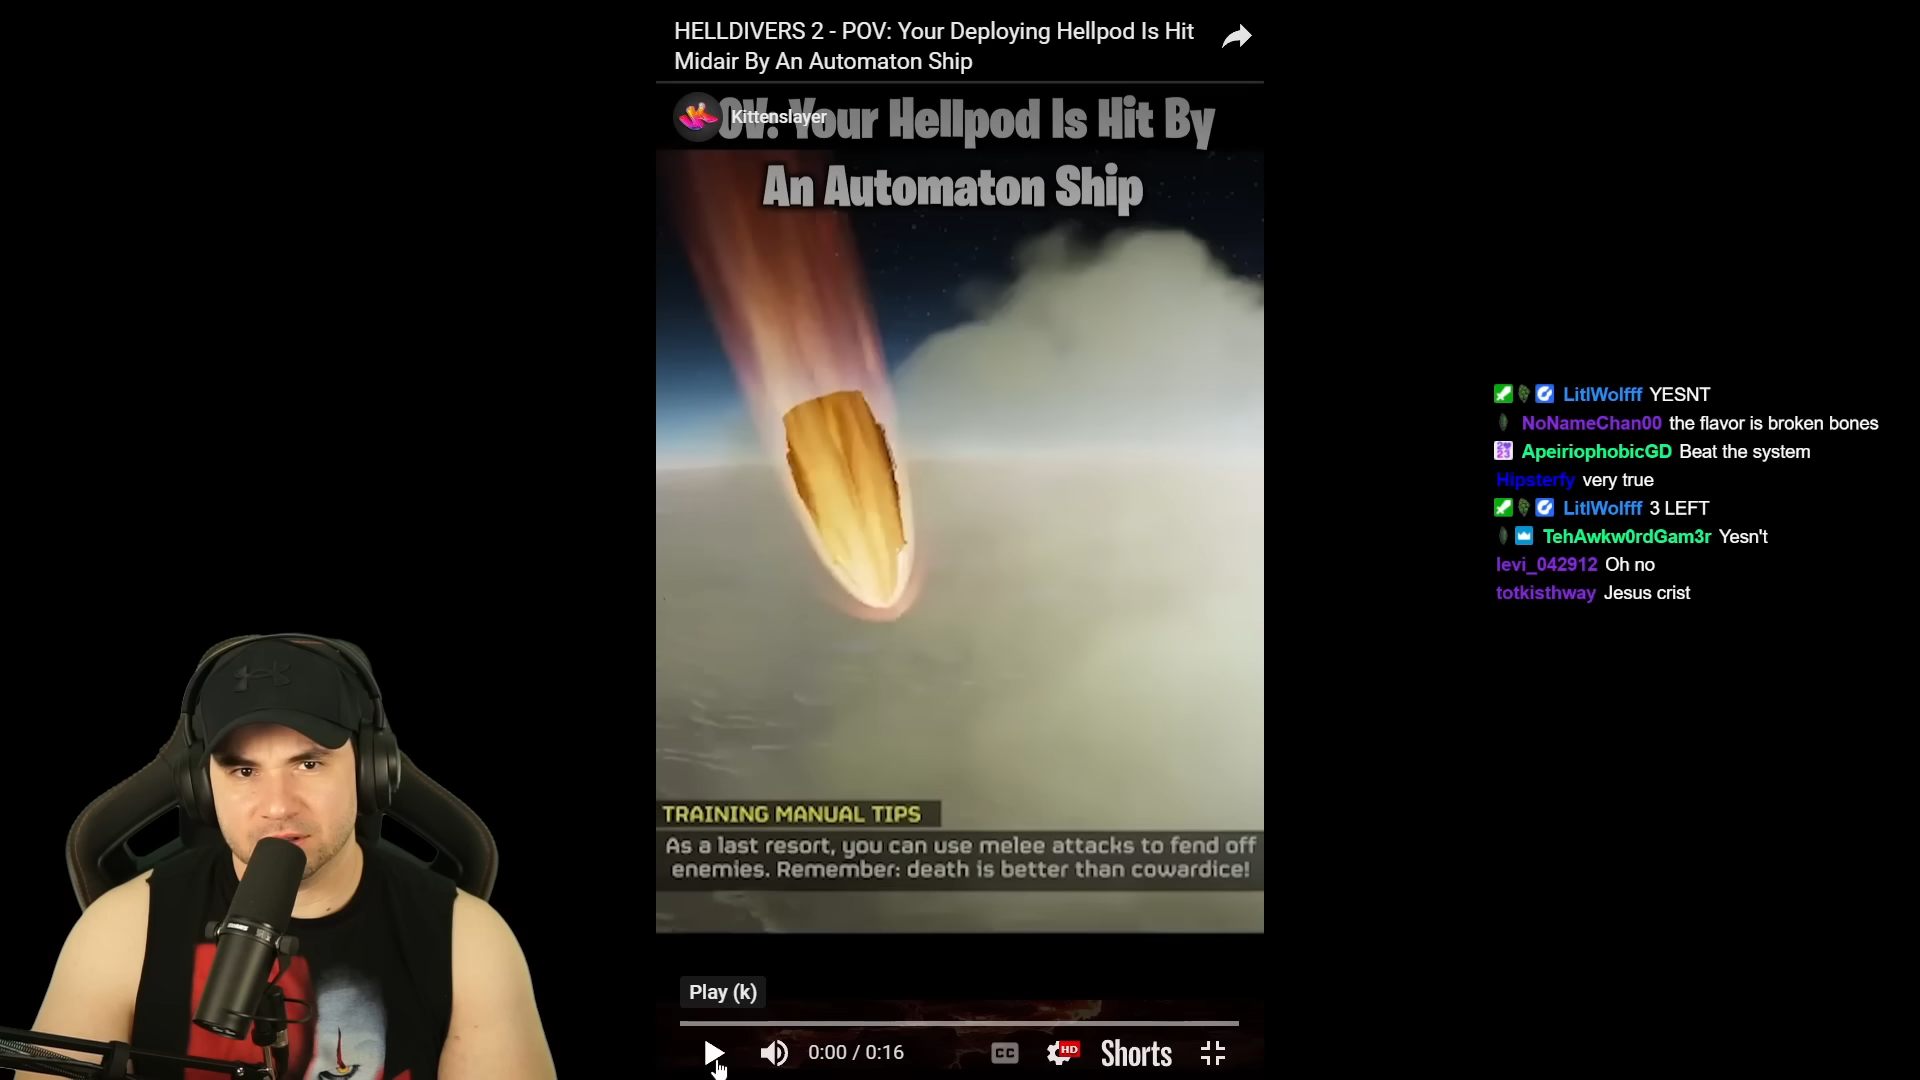 HELLDIVERS 2 - POV: Your Deploying Hellpod Is Hit
Midair By An Automaton Ship
Kittenslayer
OV: Your Hellpod Is Hit By
An Automaton Ship
LitlWolfff YESNT
NoNameChan00 the flavor is broken bones
ApeiriophobicGD Beat the system
Hipsterfy very true
LitlWolfff 3 LEFT
TehAwkw0rdGam3r Yesn't
levi_042912 Oh no
totkisthway Jesus crist
TRAINING MANUAL TIPS
As a last resort, you can use melee attacks to fend off
enemies. Remember: death is better than cowardice!
Play (k)
0:00 / 0:16
CC
HD
Shorts